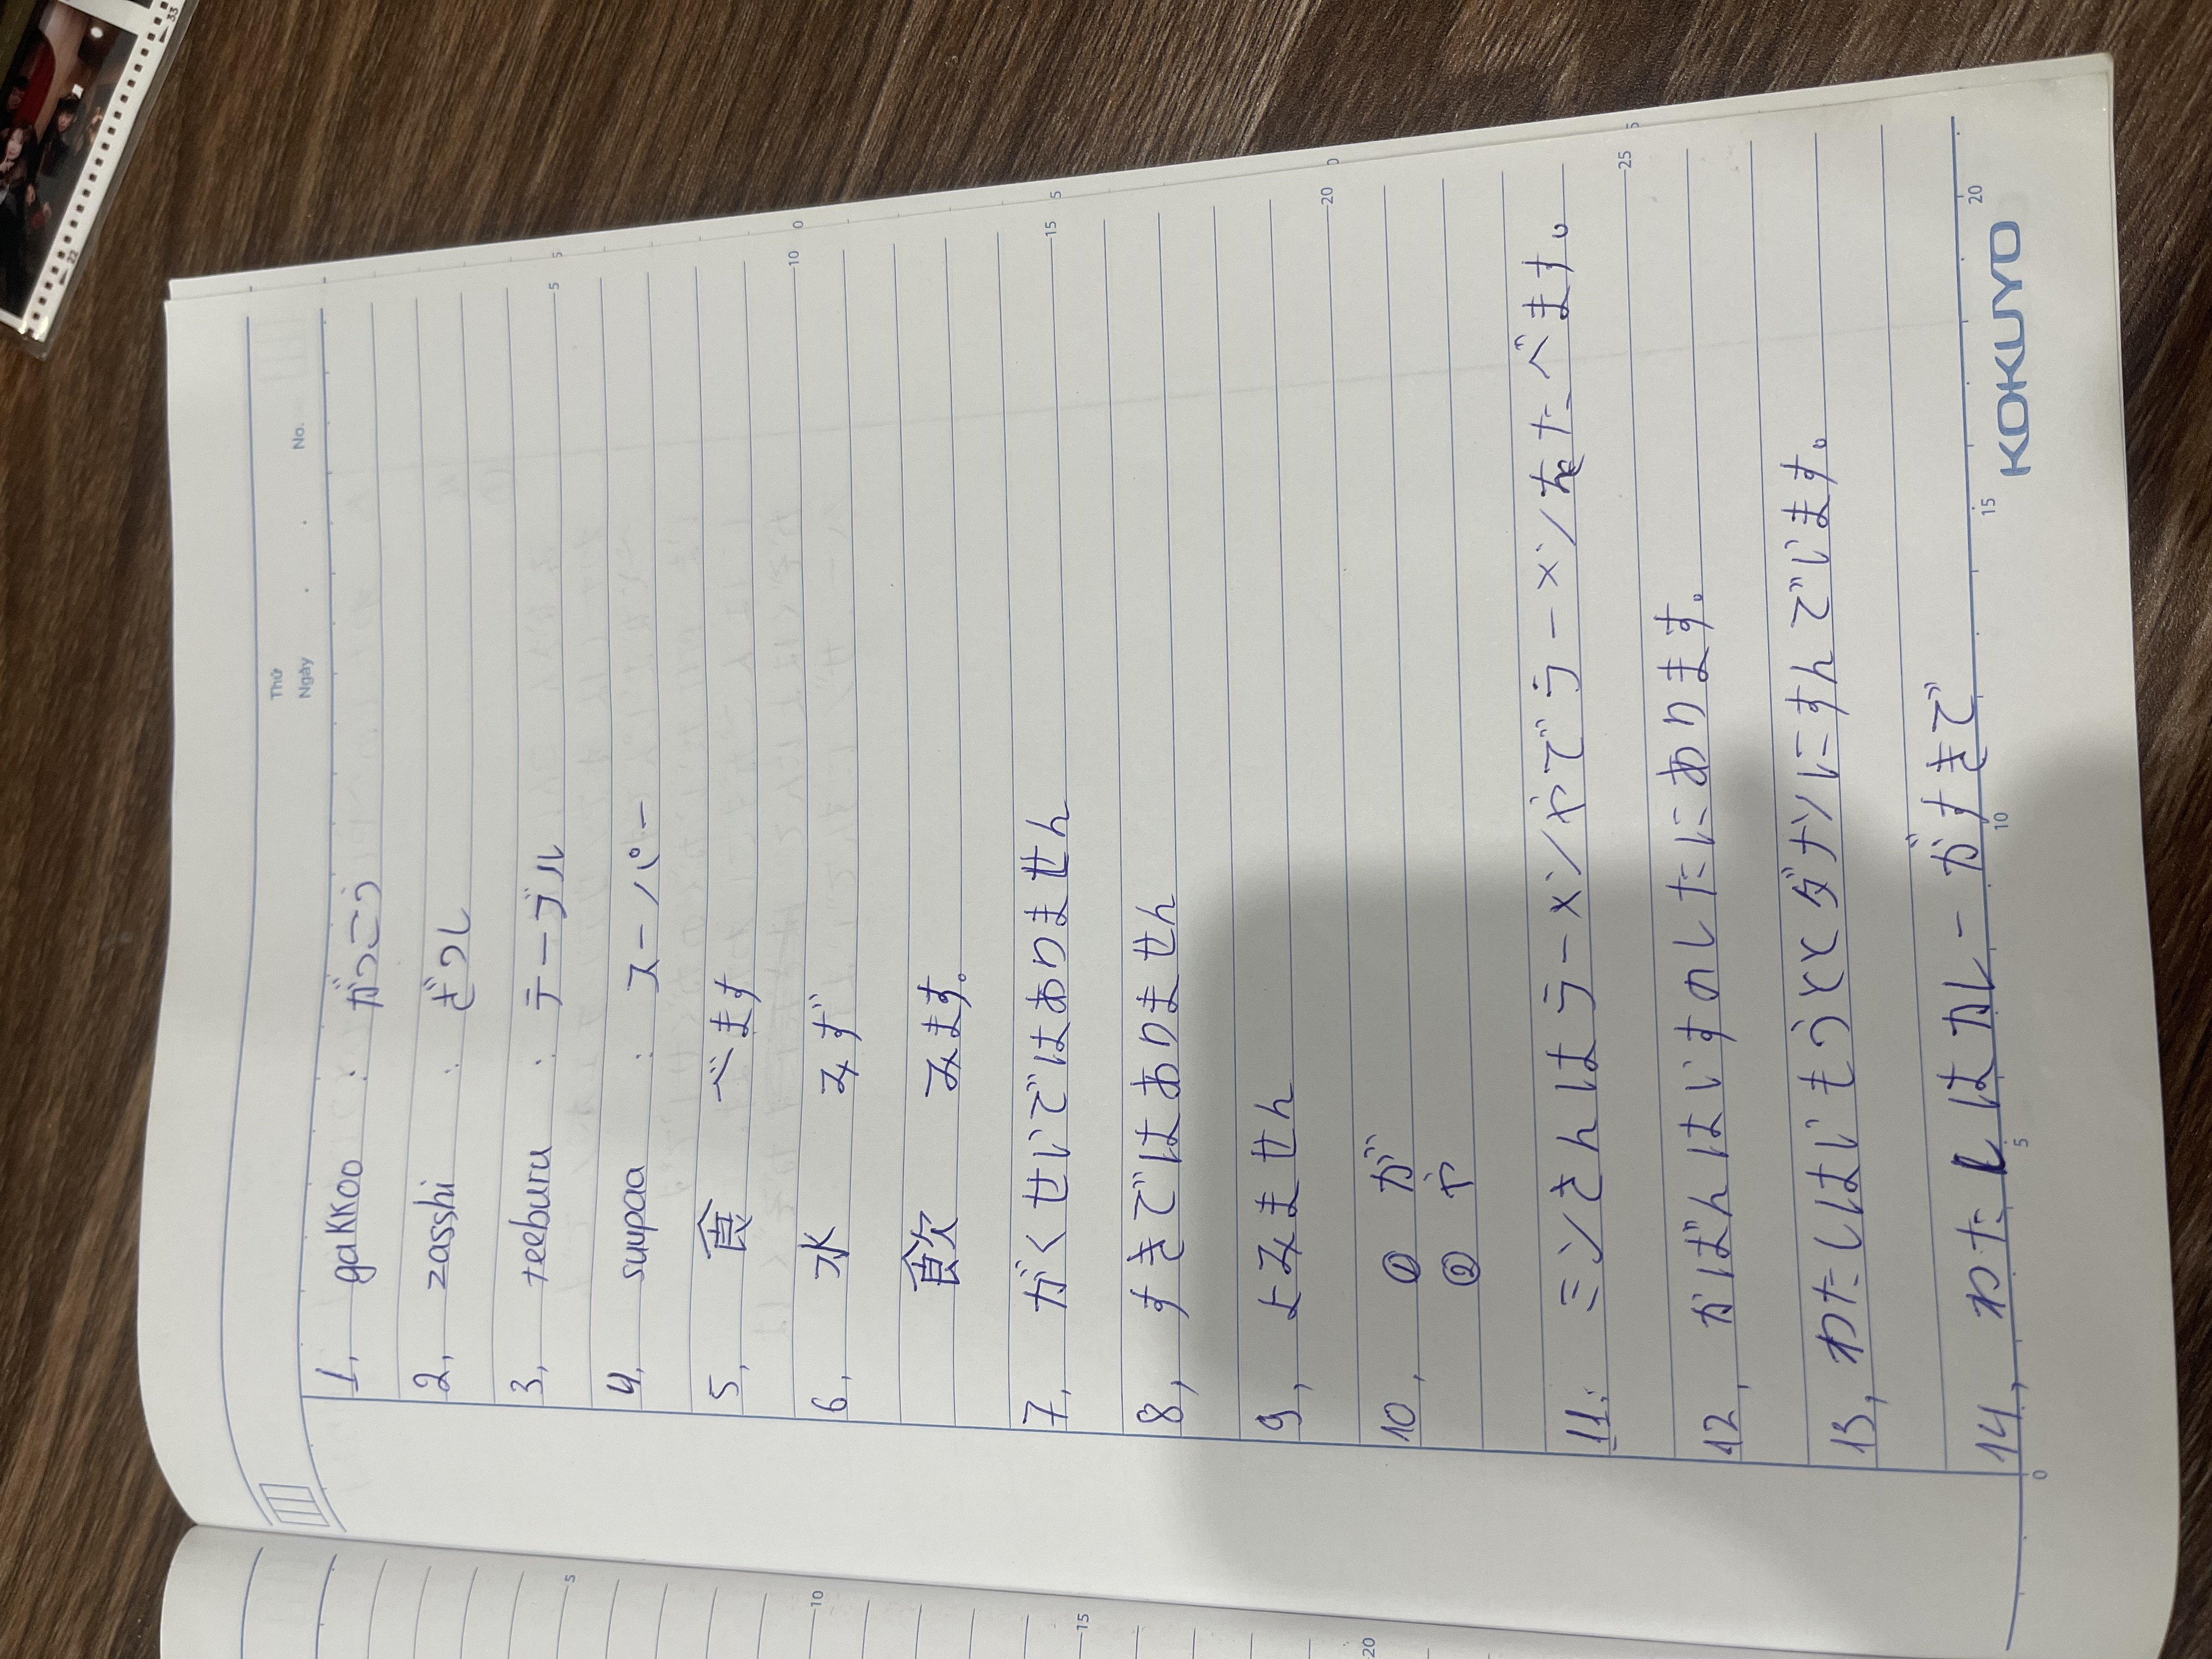 Thứ
Ngày . . No.
1, gakkoo : がっこう
2, zasshi : ざっし
3, teeburu : テーブル
4, suupaa : スーパー
5, 食 べます
6, 水 みず
飲 みます。
7, がくせいではありません
8, すきではありません
9, よみません
10, ① が
② や
11. ミンさんはラーメンやでラーメンをたべます。
12, かばんはいすのしたにあります。
13, わたしはいもうととダナンにすんでいます。
14, わたしはカレーがすきで
0 5 10 15 20
KOKUYO